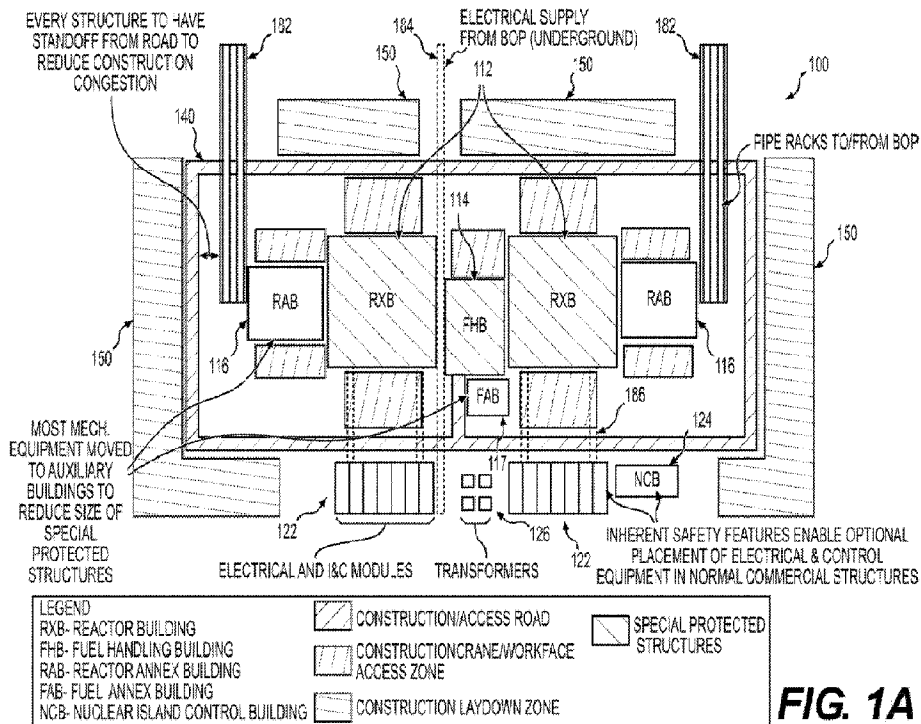 EVERY STRUCTURE TO HAVE
STANDOFF FROM ROAD TO
REDUCE CONSTRUCT ON
CONGESTION
182
184
ELECTRICAL SUPPLY
FROM BOP (UNDERGROUND)
182
150
112
150
100
140
PIPE RACKS TO/FROM BOP
114
RAB
RXB
FHB
RXB
RAB
150
150
116
116
FAB
186
124
MOST MECH.
EQUIPMENT MOVED
TO AUXILIARY
BUILDINGS TO
REDUCE SIZE OF
SPECIAL
PROTECTED
STRUCTURES
117
NCB
122
126
122
ELECTRICAL AND I&C MODULES
TRANSFORMERS
INHERENT SAFETY FEATURES ENABLE OPTIONAL
PLACEMENT OF ELECTRICAL & CONTROL
EQUIPMENT IN NORMAL COMMERCIAL STRUCTURES
LEGEND
RXB- REACTOR BUILDING
FHB- FUEL HANDLING BUILDING
RAB- REACTOR ANNEX BUILDING
FAB- FUEL ANNEX BUILDING
NCB- NUCLEAR ISLAND CONTROL BUILDING
CONSTRUCTION/ACCESS ROAD
CONSTRUCTION CRANE/WORKFACE
ACCESS ZONE
CONSTRUCTION LAYDOWN ZONE
SPECIAL PROTECTED
STRUCTURES
FIG. 1A